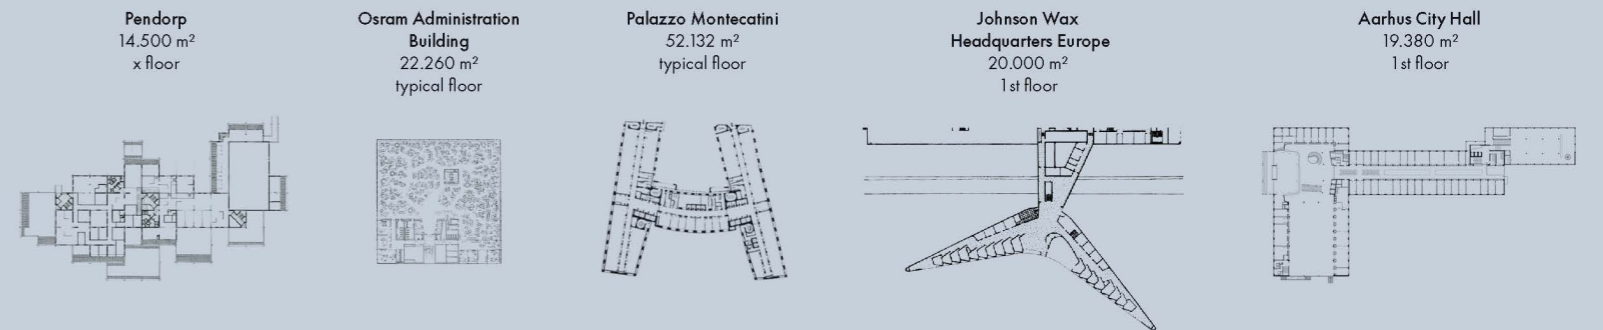 Pendorp
14.500 m²
x floor
Osram Administration
Building
22.260 m²
typical floor
Palazzo Montecatini
52.132 m²
typical floor
Johnson Wax
Headquarters Europe
20.000 m²
1st floor
Aarhus City Hall
19.380 m²
1st floor